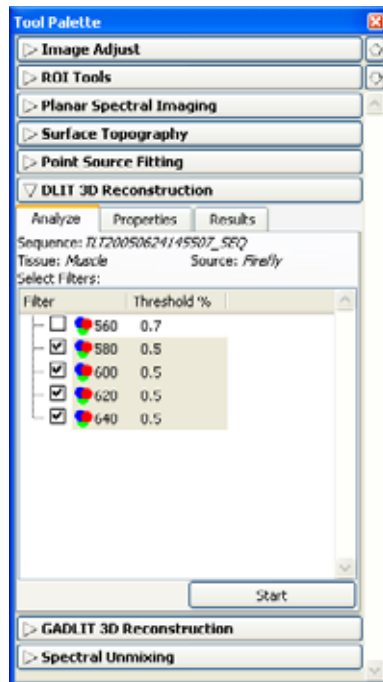 Tool Palette
Image Adjust
ROI Tools
Planar Spectral Imaging
Surface Topography
Point Source Fitting
DLIT 3D Reconstruction
Analyze Properties Results
Sequence: TLT20050624145507_SEQ
Tissue: Muscle Source: Firefly
Select Filters:
Filter Threshold %
560 0.7
580 0.5
600 0.5
620 0.5
640 0.5
Start
GADLIT 3D Reconstruction
Spectral Unmixing